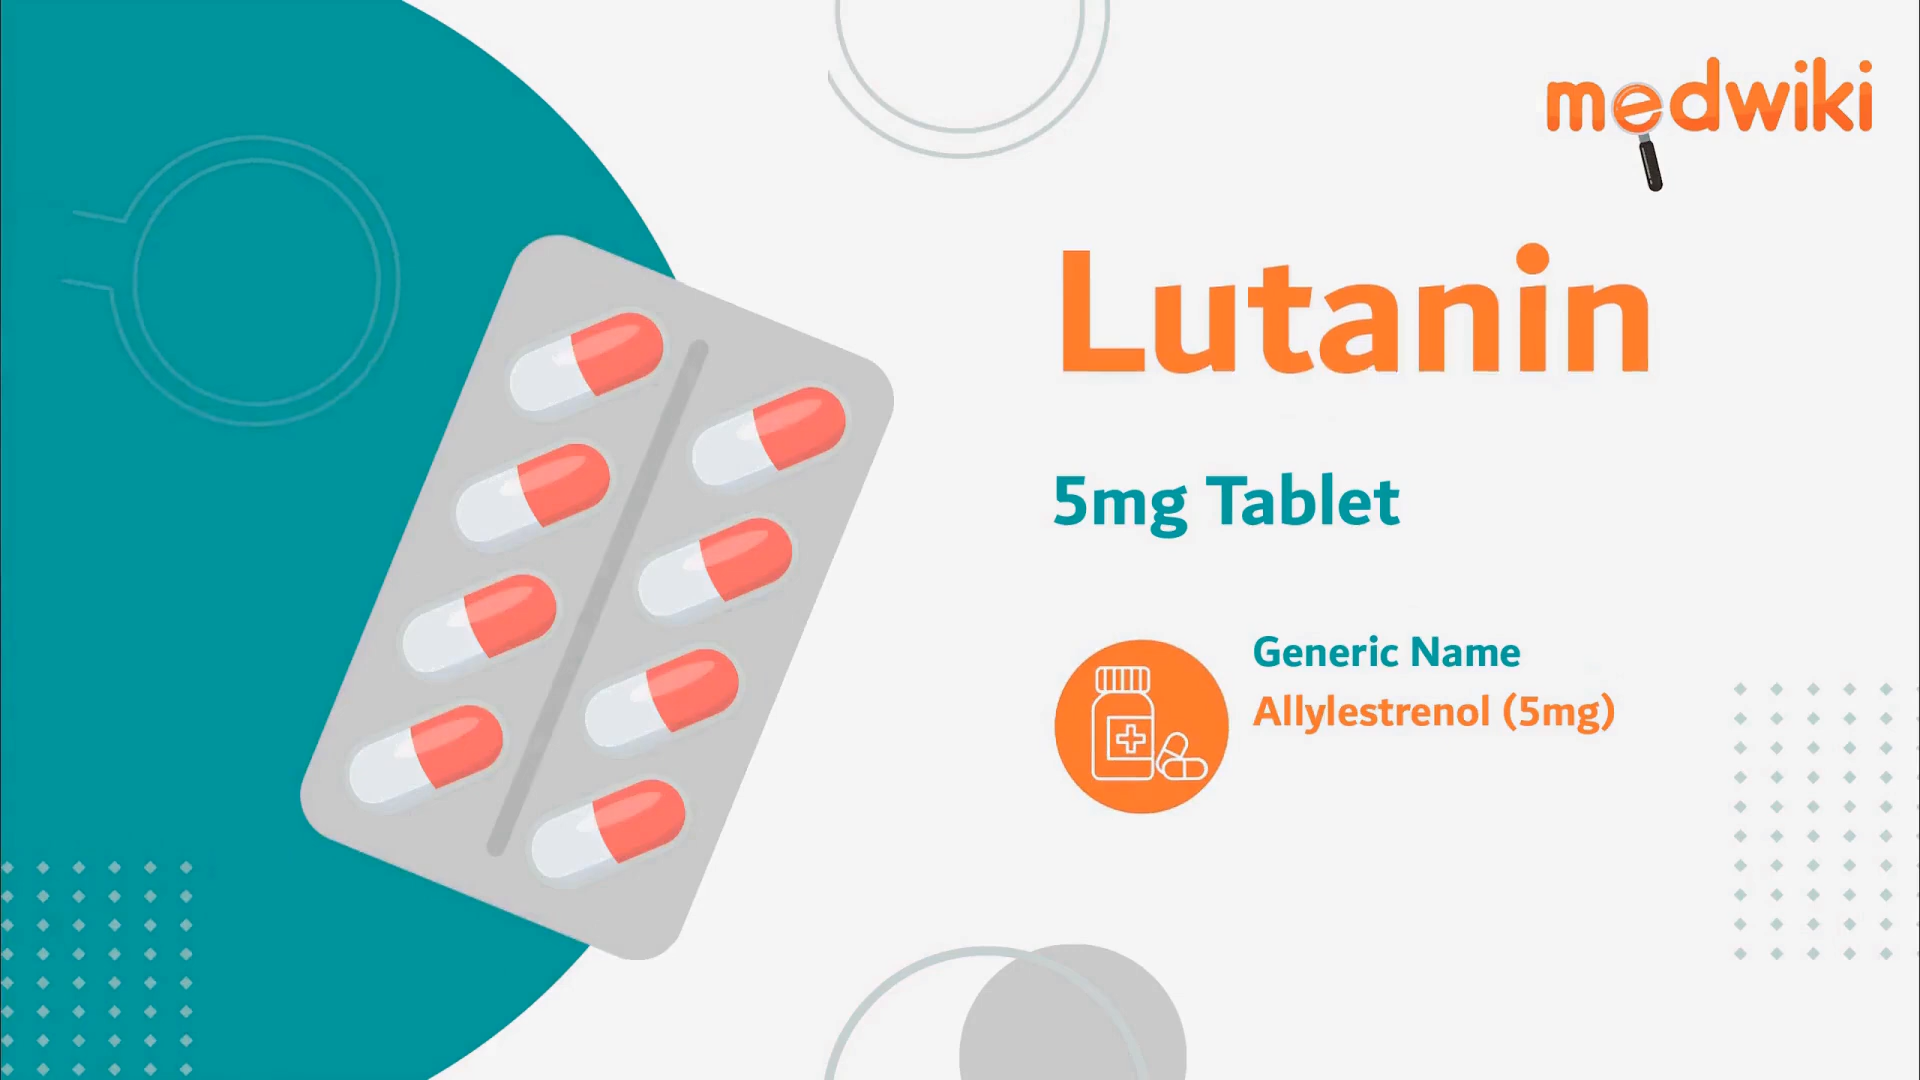 medwiki
Lutanin
5mg Tablet
Generic Name
Allylestrenol (5mg)